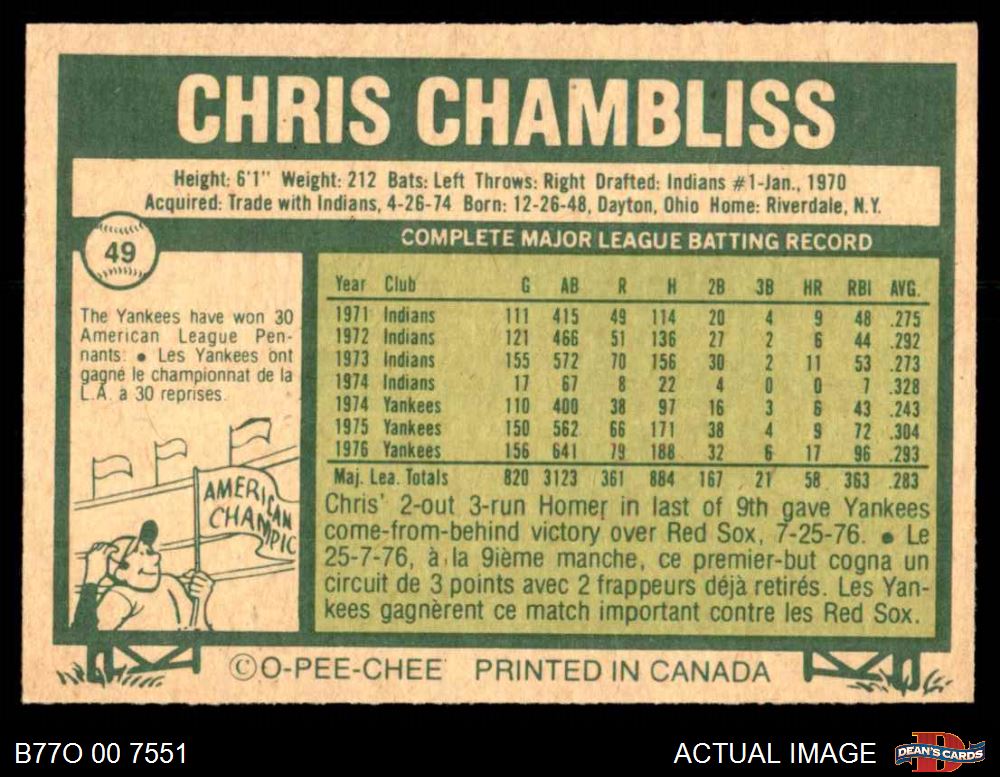 CHRIS CHAMBLISS
Height: 6'1" Weight: 212 Bats: Left Throws: Right Drafted: Indians #1-Jan., 1970
Acquired: Trade with Indians, 4-26-74 Born: 12-26-48, Dayton, Ohio Home: Riverdale, N.Y.
49
COMPLETE MAJOR LEAGUE BATTING RECORD
The Yankees have won 30
American League Pen-
nants. • Les Yankees ont
gagné le championnat de la
L.A. a 30 reprises.
AMERICAN
CHAMPIC
Year Club G AB R H 2B 3B HR RBI AVG.
1971 Indians 111 415 49 114 20 4 9 48 .275
1972 Indians 121 466 51 136 27 2 6 44 .292
1973 Indians 155 572 70 156 30 2 11 53 .273
1974 Indians 17 67 8 22 4 0 0 7 .328
1974 Yankees 110 400 38 97 16 3 6 43 .243
1975 Yankees 150 562 66 171 38 4 9 72 .304
1976 Yankees 156 641 79 188 32 6 17 96 .293
Maj. Lea. Totals 820 3123 361 884 167 21 58 363 .283
Chris' 2-out 3-run Homer in last of 9th gave Yankees
come-from-behind victory over Red Sox, 7-25-76. • Le
25-7-76, à la 9ième manche, ce premier-but cogna un
circuit de 3 points avec 2 frappeurs déjà retirés. Les Yan-
kees gagnèrent ce match important contre les Red Sox.
©O-PEE-CHEE PRINTED IN CANADA
B77O 00 7551
ACTUAL IMAGE
DEAN'S CARDS